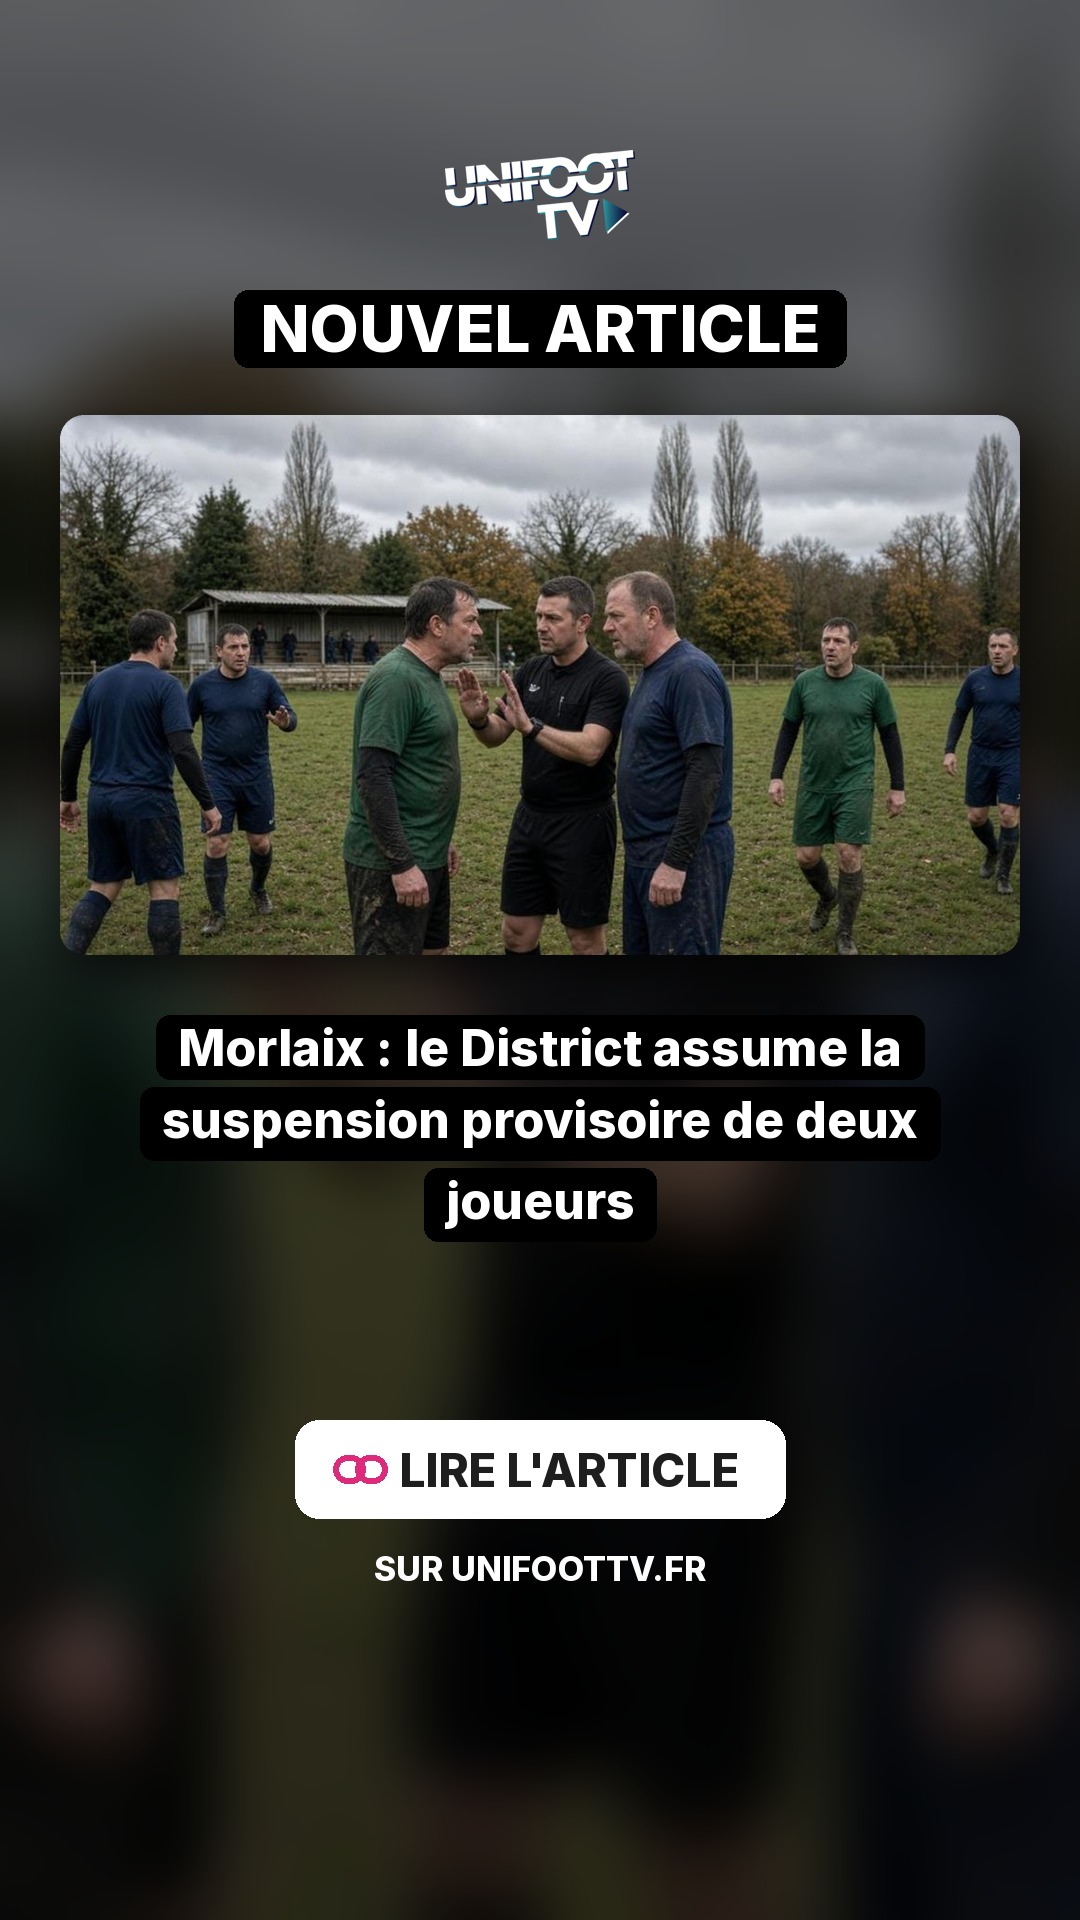 UNIFOOT
TV
NOUVEL ARTICLE
Morlaix : le District assume la
suspension provisoire de deux
joueurs
LIRE L'ARTICLE
SUR UNIFOOTTV.FR